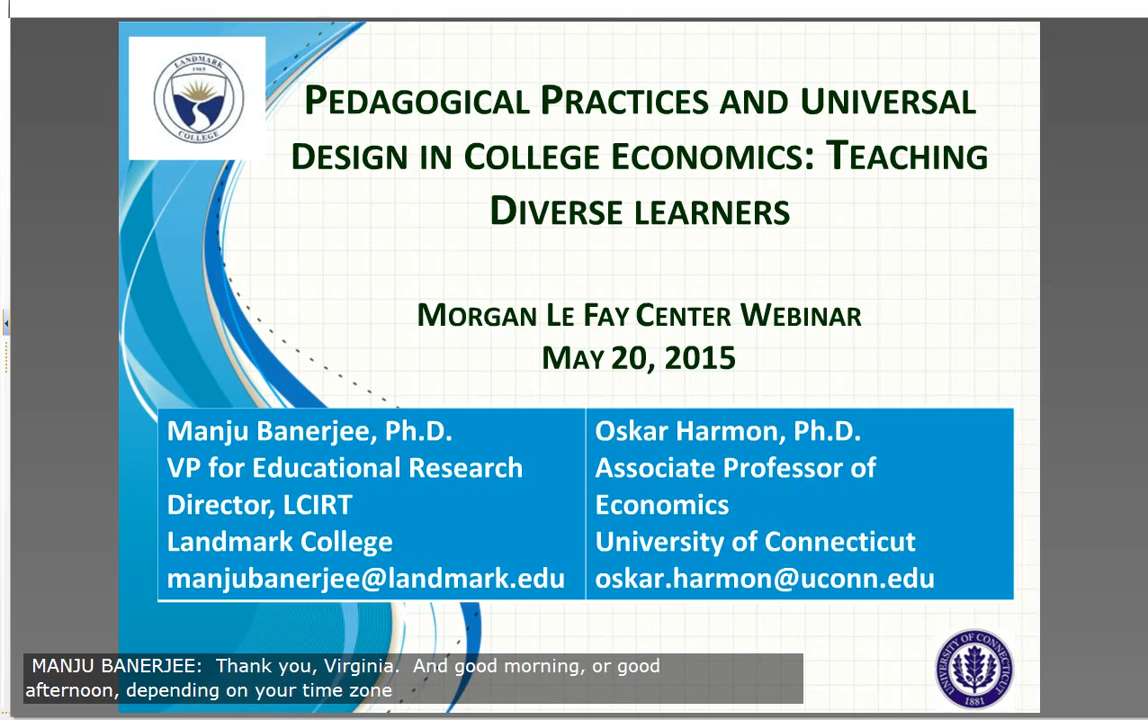 LANDMARK
COLLEGE
PEDAGOGICAL PRACTICES AND UNIVERSAL
DESIGN IN COLLEGE ECONOMICS: TEACHING
DIVERSE LEARNERS
MORGAN LE FAY CENTER WEBINAR
MAY 20, 2015
Manju Banerjee, Ph.D.
VP for Educational Research
Director, LCIRT
Landmark College
manjubanerjee@landmark.edu
Oskar Harmon, Ph.D.
Associate Professor of
Economics
University of Connecticut
oskar.harmon@uconn.edu
MANJU BANERJEE: Thank you, Virginia. And good morning, or good
afternoon, depending on your time zone
UNIVERSITY OF CONNECTICUT
1881